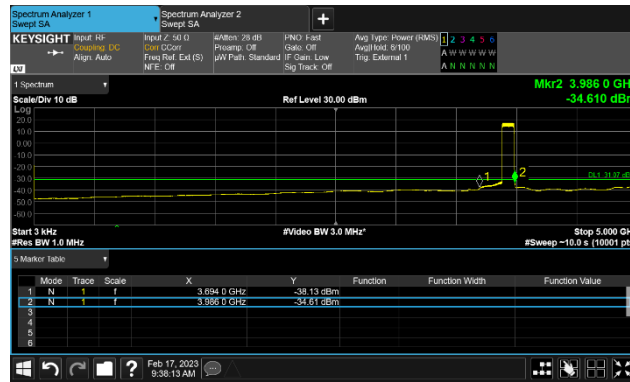 Spectrum Analyzer 1
Swept SA
Spectrum Analyzer 2
Swept SA
+
KEYSIGHT Input: RF
Coupling: DC
Align: Auto
Input Z: 50 Ω
Corr CCorr
Freq Ref: Ext (S)
NFE: Off
#Atten: 28 dB
Preamp: Off
µW Path: Standard
PNO: Fast
Gate: Off
IF Gain: Low
Sig Track: Off
Avg Type: Power (RMS)
Avg|Hold: 6/100
Trig: External 1
1 2 3 4 5 6
A W W W W W
A N N N N N
LXI
1 Spectrum
Scale/Div 10 dB
Ref Level 30.00 dBm
Mkr2 3.986 0 GH
-34.610 dBr
Log
20.0
10.0
0.00
-10.0
-20.0
-30.0
-40.0
-50.0
-60.0
1
2
Start 3 kHz
#Res BW 1.0 MHz
#Video BW 3.0 MHz*
Stop 5.000 GH
#Sweep ~10.0 s (10001 pt
5 Marker Table
Mode Trace Scale X Y Function Function Width Function Value
1 N 1 f 3.694 0 GHz -38.13 dBm
2 N 1 f 3.986 0 GHz -34.61 dBm
3
4
5
6
? Feb 17, 2023
9:38:13 AM